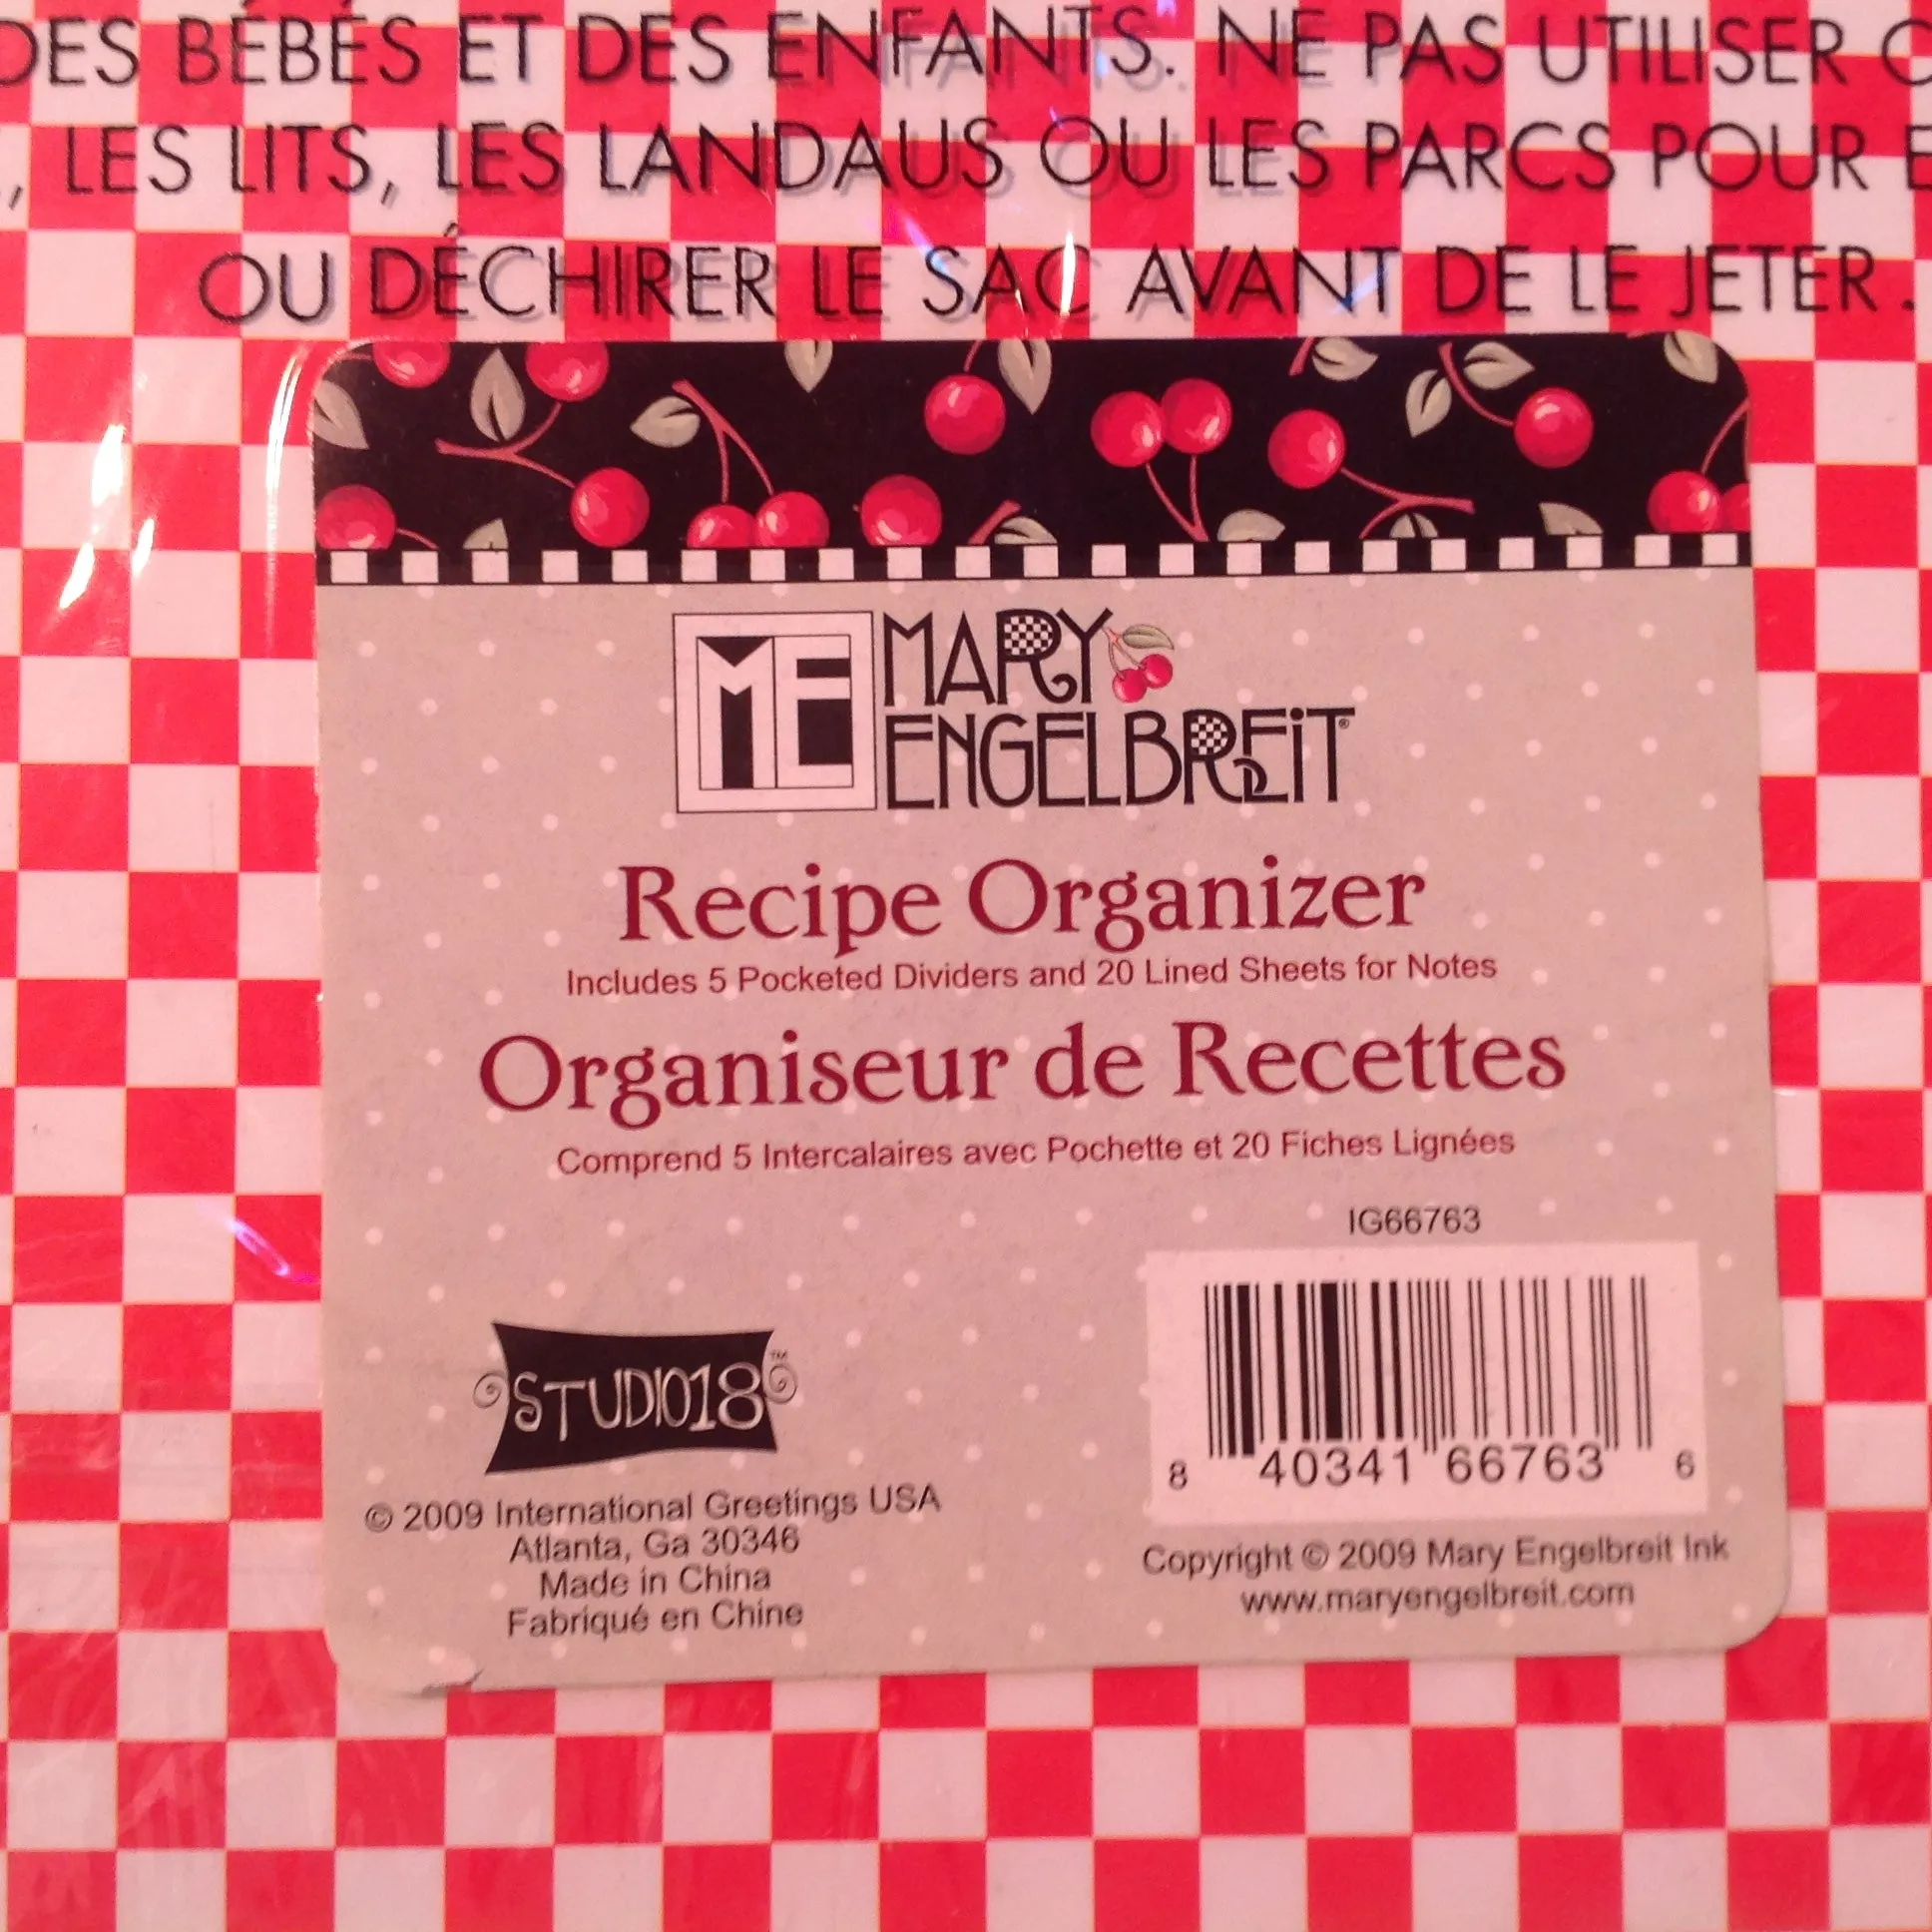 DES BÉBÉS ET DES ENFANTS. NE PAS UTILISER
, LES LITS, LES LANDAUS OU LES PARCS POUR
OU DÉCHIRER LE SAC AVANT DE LE JETER.
ME
MARY
ENGELBREIT®
Recipe Organizer
Includes 5 Pocketed Dividers and 20 Lined Sheets for Notes
Organiseur de Recettes
Comprend 5 Intercalaires avec Pochette et 20 Fiches Lignées
IG66763
8 40341 66763 6
STUDIO18™
© 2009 International Greetings USA
Atlanta, Ga 30346
Made in China
Fabriqué en Chine
Copyright © 2009 Mary Engelbreit Ink
www.maryengelbreit.com